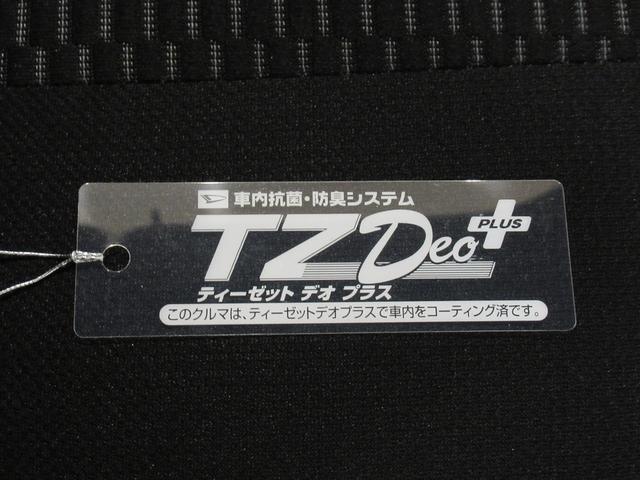 車内抗菌・防臭システム
TZ Deo PLUS
ティーゼット デオ プラス
このクルマは、ティーゼットデオプラスで車内をコーティング済です。